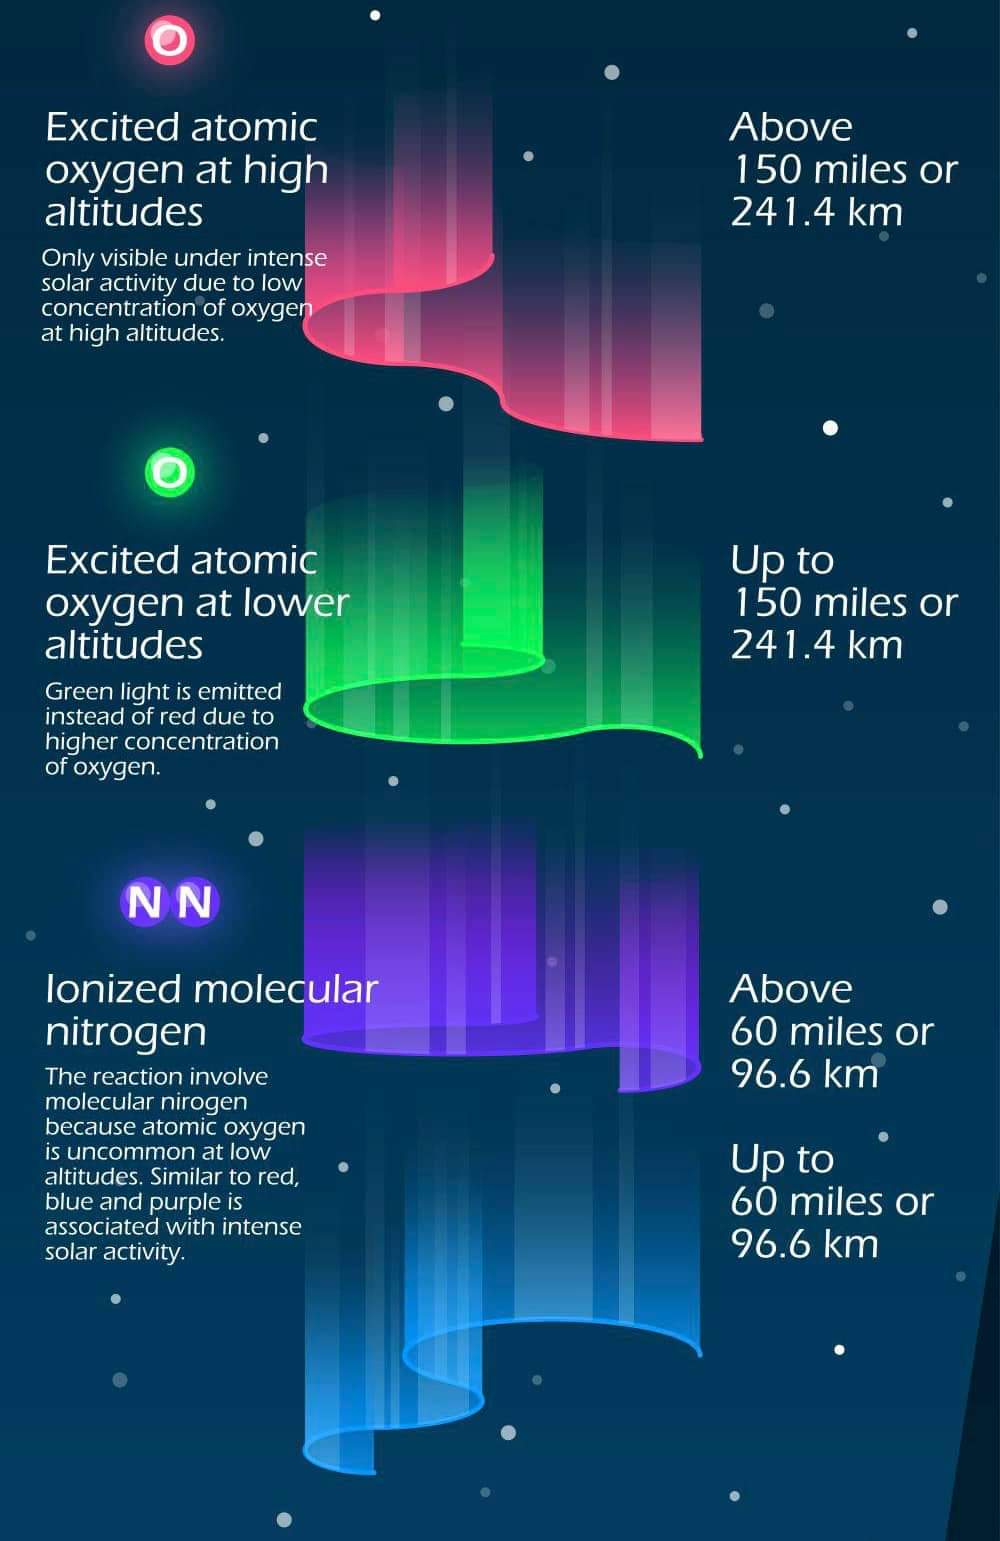 O
Excited atomic
oxygen at high
altitudes
Only visible under intense
solar activity due to low
concentration of oxygen
at high altitudes.
Above
150 miles or
241.4 km
O
Excited atomic
oxygen at lower
altitudes
Green light is emitted
instead of red due to
higher concentration
of oxygen.
Up to
150 miles or
241.4 km
N N
Ionized molecular
nitrogen
The reaction involve
molecular nirogen
because atomic oxygen
is uncommon at low
altitudes. Similar to red,
blue and purple is
associated with intense
solar activity.
Above
60 miles or
96.6 km
Up to
60 miles or
96.6 km